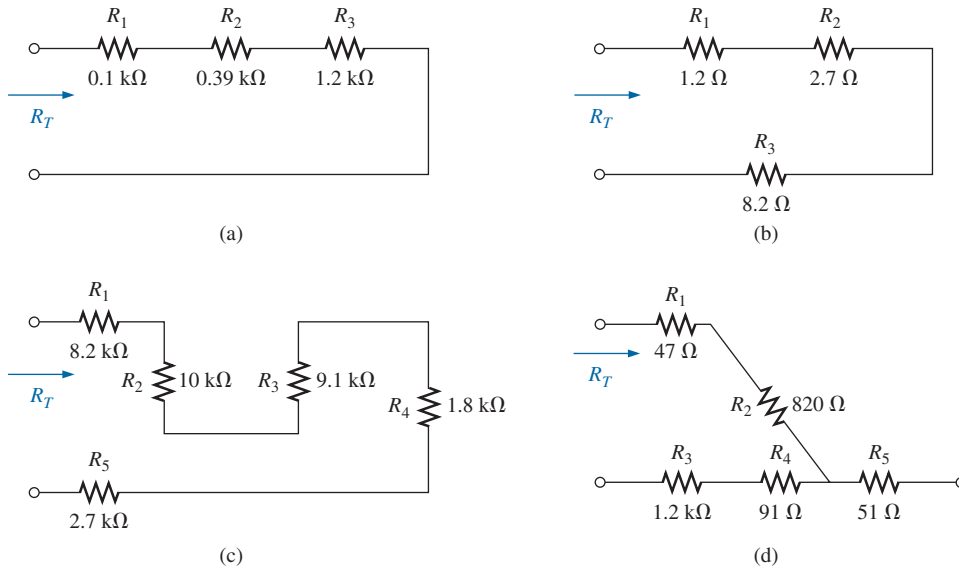 R1 R2 R3
0.1 kΩ 0.39 kΩ 1.2 kΩ
RT
(a)
R1 R2
1.2 Ω 2.7 Ω
RT
R3
8.2 Ω
(b)
R1
8.2 kΩ
RT
R2 10 kΩ R3 9.1 kΩ
R4 1.8 kΩ
R5
2.7 kΩ
(c)
R1
47 Ω
RT
R2 820 Ω
R3 R4 R5
1.2 kΩ 91 Ω 51 Ω
(d)